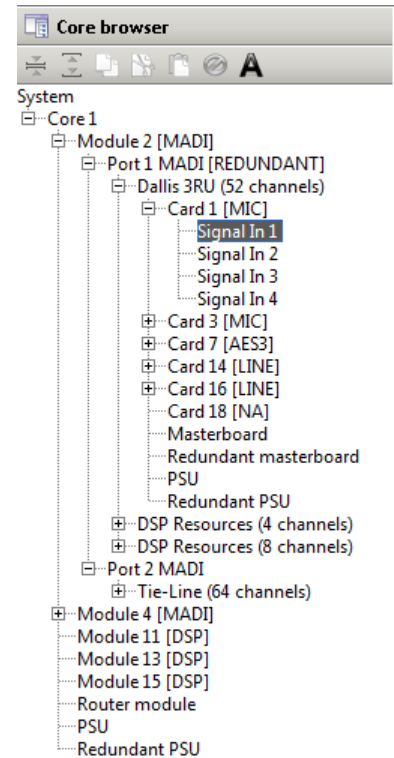 Core browser
A
System
Core 1
Module 2 [MADI]
Port 1 MADI [REDUNDANT]
Dallis 3RU (52 channels)
Card 1 [MIC]
Signal In 1
Signal In 2
Signal In 3
Signal In 4
Card 3 [MIC]
Card 7 [AES3]
Card 14 [LINE]
Card 16 [LINE]
Card 18 [NA]
Masterboard
Redundant masterboard
PSU
Redundant PSU
DSP Resources (4 channels)
DSP Resources (8 channels)
Port 2 MADI
Tie-Line (64 channels)
Module 4 [MADI]
Module 11 [DSP]
Module 13 [DSP]
Module 15 [DSP]
Router module
PSU
Redundant PSU